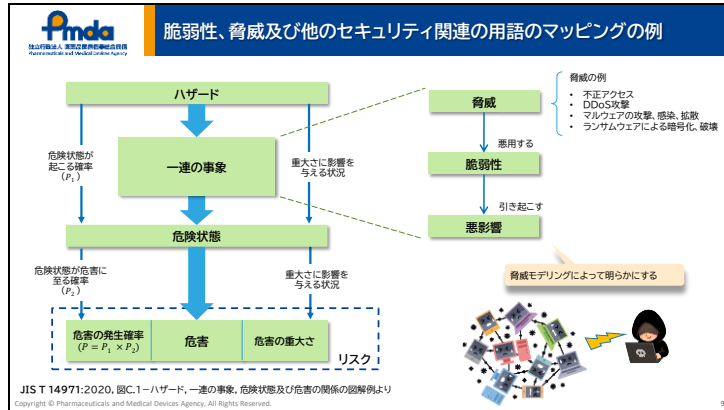 Pmda
独立行政法人 医薬品医療機器総合機構
Pharmaceuticals and Medical Devices Agency
脆弱性、脅威及び他のセキュリティ関連の用語のマッピングの例
ハザード
危険状態が
起こる確率
(P₁)
一連の事象
重大さに影響を
与える状況
危険状態
危険状態が危害に
至る確率
(P₂)
重大さに影響を
与える状況
危害の発生確率
(P = P₁ × P₂)
危害
危害の重大さ
リスク
脅威
悪用する
脆弱性
引き起こす
悪影響
脅威の例
• 不正アクセス
• DDoS攻撃
• マルウェアの攻撃、感染、拡散
• ランサムウェアによる暗号化、破壊
脅威モデリングによって明らかにする
JIS T 14971:2020, 図C.1−ハザード，一連の事象，危険状態及び危害の関係の図解例より
Copyright © Pharmaceuticals and Medical Devices Agency, All Rights Reserved.
9